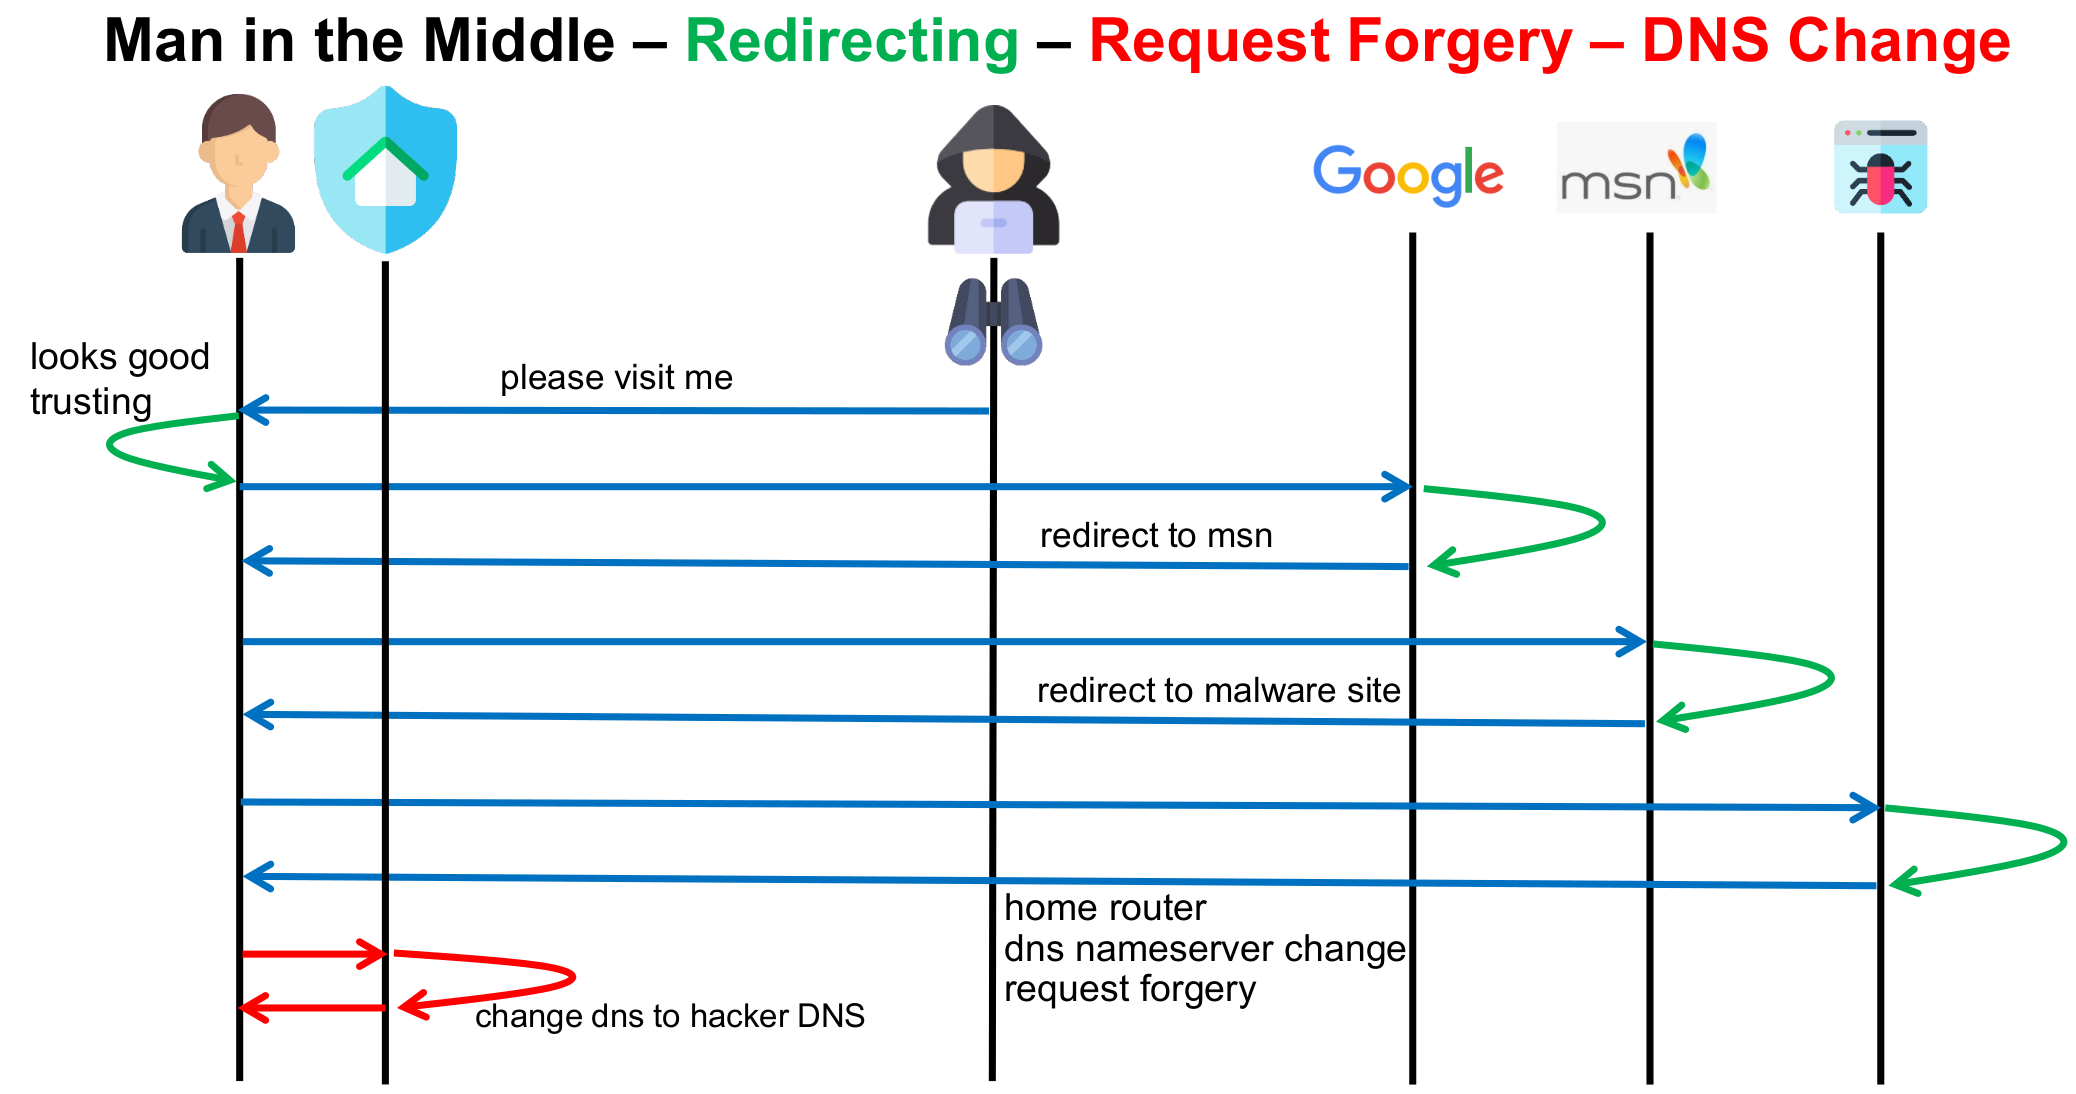 Man in the Middle – Redirecting – Request Forgery – DNS Change
Google
msn
looks good
trusting
please visit me
redirect to msn
redirect to malware site
home router
dns nameserver change
request forgery
change dns to hacker DNS